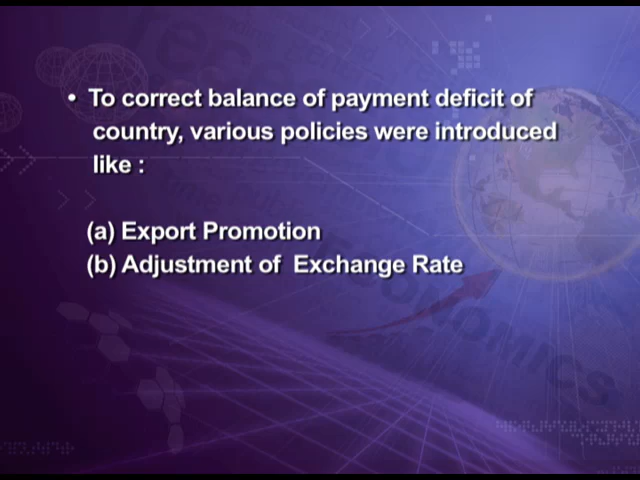 • To correct balance of payment deficit of
country, various policies were introduced
like :
(a) Export Promotion
(b) Adjustment of Exchange Rate
ECONOMICS